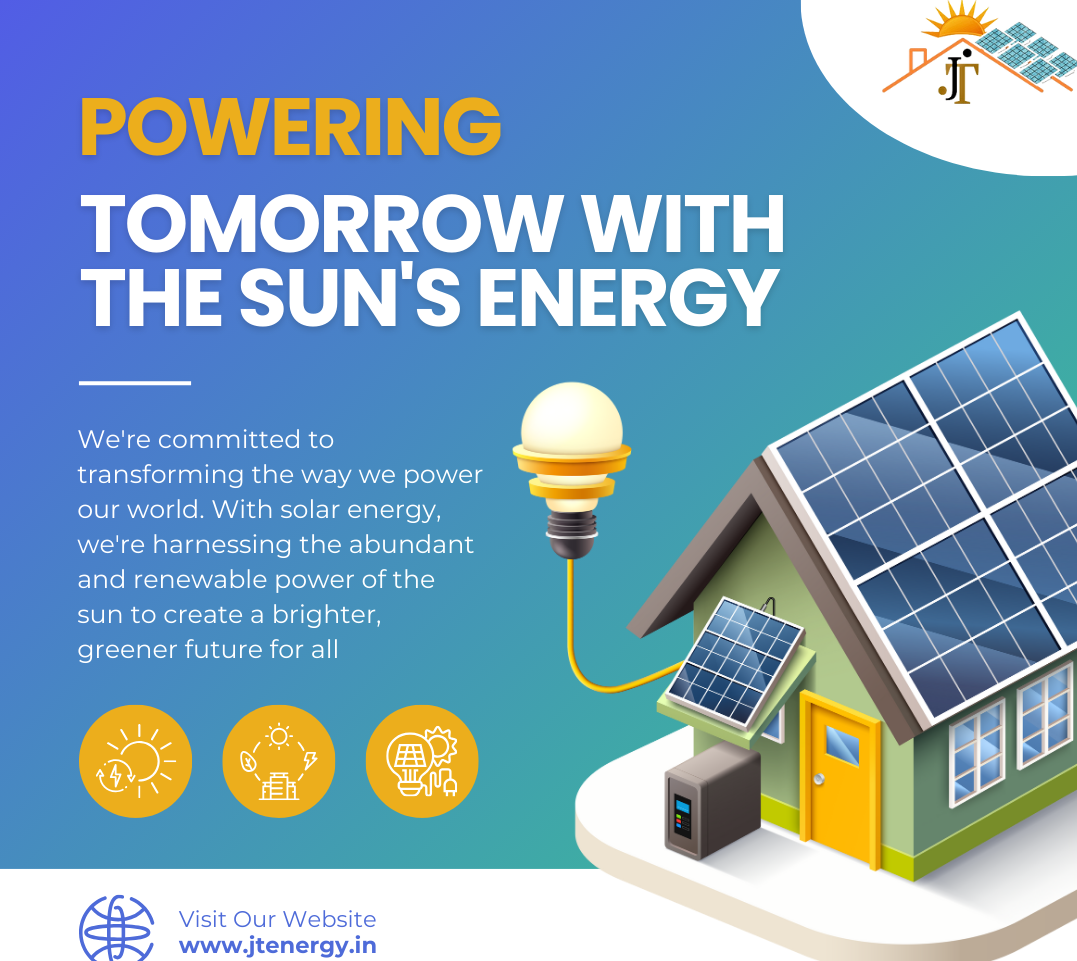 JT
POWERING
TOMORROW WITH
THE SUN'S ENERGY
We're committed to
transforming the way we power
our world. With solar energy,
we're harnessing the abundant
and renewable power of the
sun to create a brighter,
greener future for all
Visit Our Website
www.jtenergy.in